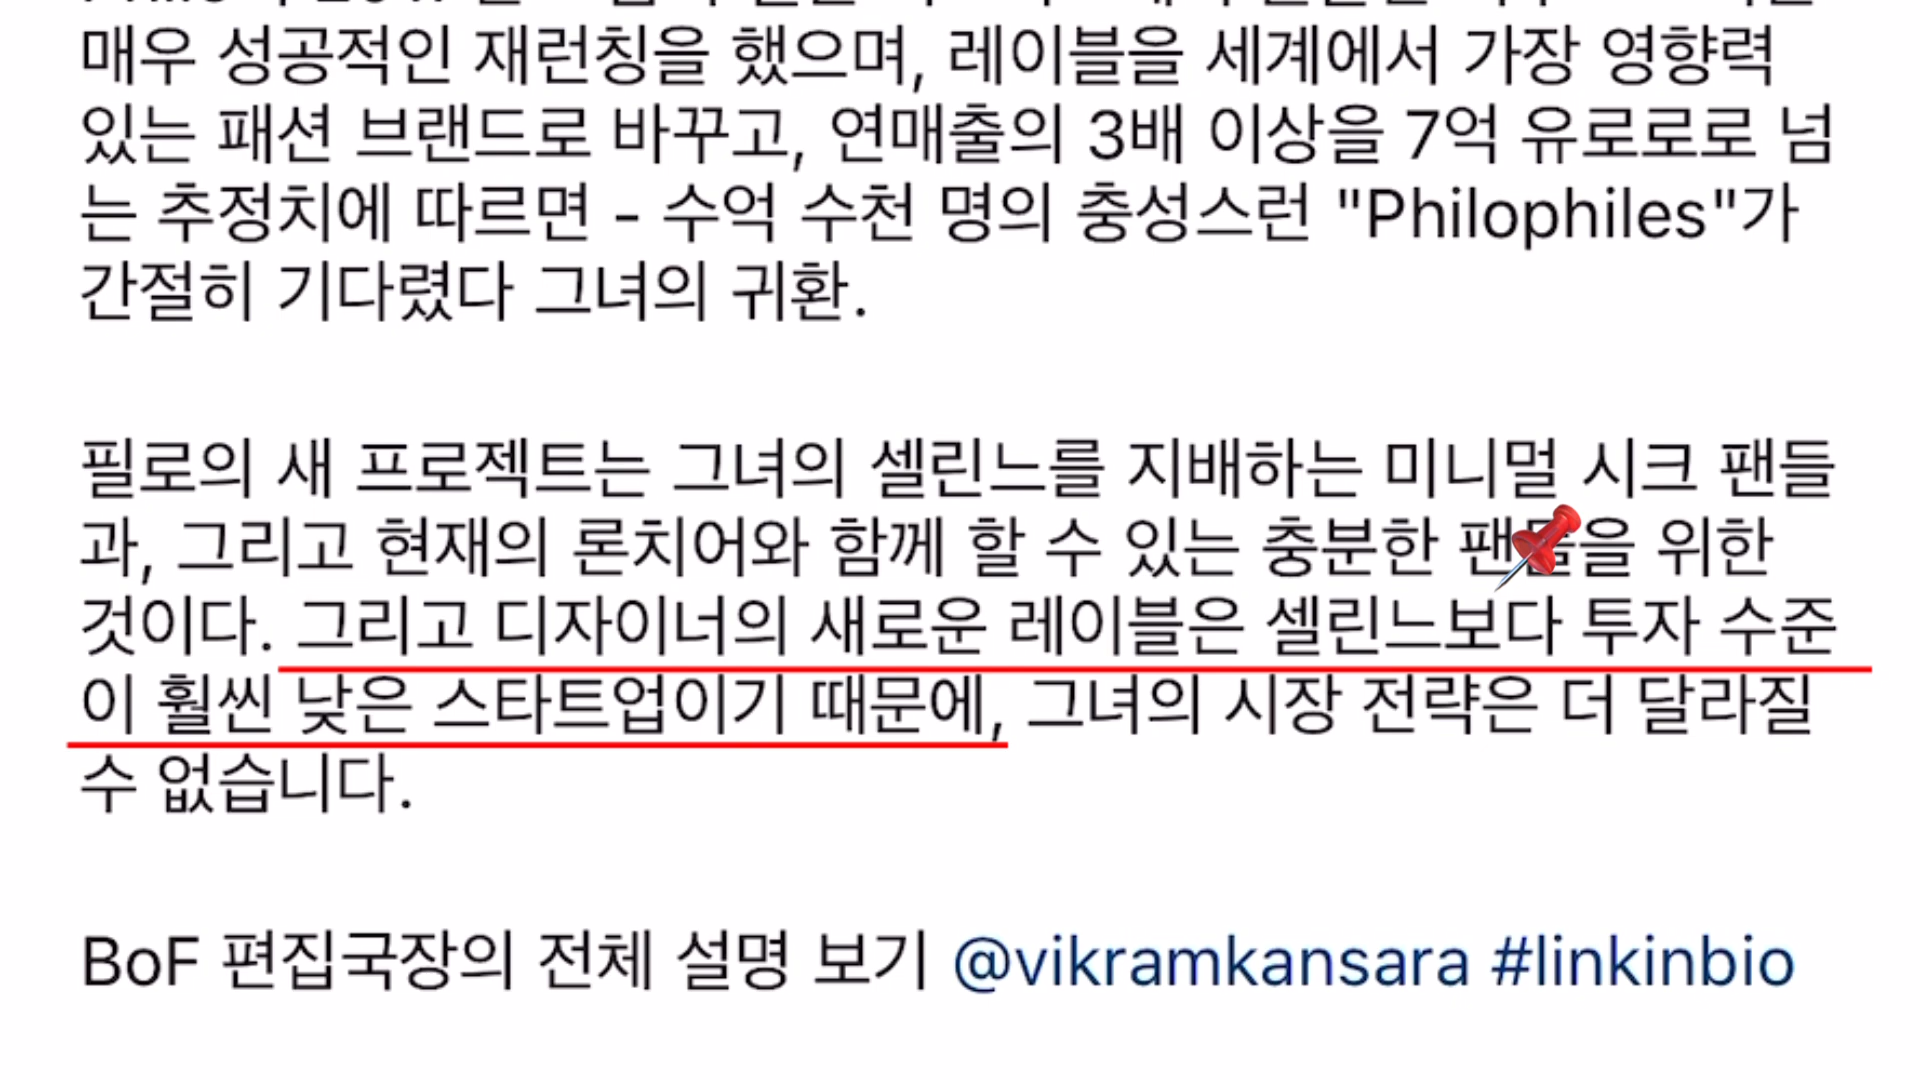 매우 성공적인 재런칭을 했으며, 레이블을 세계에서 가장 영향력
있는 패션 브랜드로 바꾸고, 연매출의 3배 이상을 7억 유로로로 넘
는 추정치에 따르면 - 수억 수천 명의 충성스런 "Philophiles"가
간절히 기다렸다 그녀의 귀환.
필로의 새 프로젝트는 그녀의 셀린느를 지배하는 미니멀 시크 팬들
과, 그리고 현재의 론치어와 함께 할 수 있는 충분한 팬들을 위한
것이다. 그리고 디자이너의 새로운 레이블은 셀린느보다 투자 수준
이 훨씬 낮은 스타트업이기 때문에, 그녀의 시장 전략은 더 달라질
수 없습니다.
BoF 편집국장의 전체 설명 보기 @vikramkansara #linkinbio